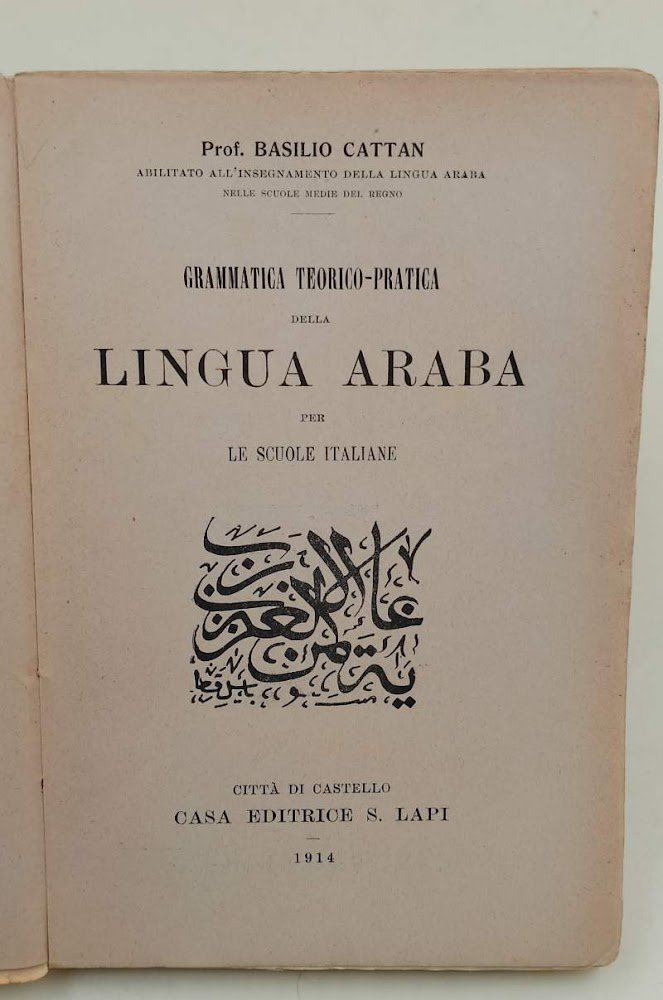 Prof. BASILIO CATTAN
ABILITATO ALL'INSEGNAMENTO DELLA LINGUA ARABA
NELLE SCUOLE MEDIE DEL REGNO
GRAMMATICA TEORICO-PRATICA
DELLA
LINGUA ARABA
PER
LE SCUOLE ITALIANE
CITTÀ DI CASTELLO
CASA EDITRICE S. LAPI
1914